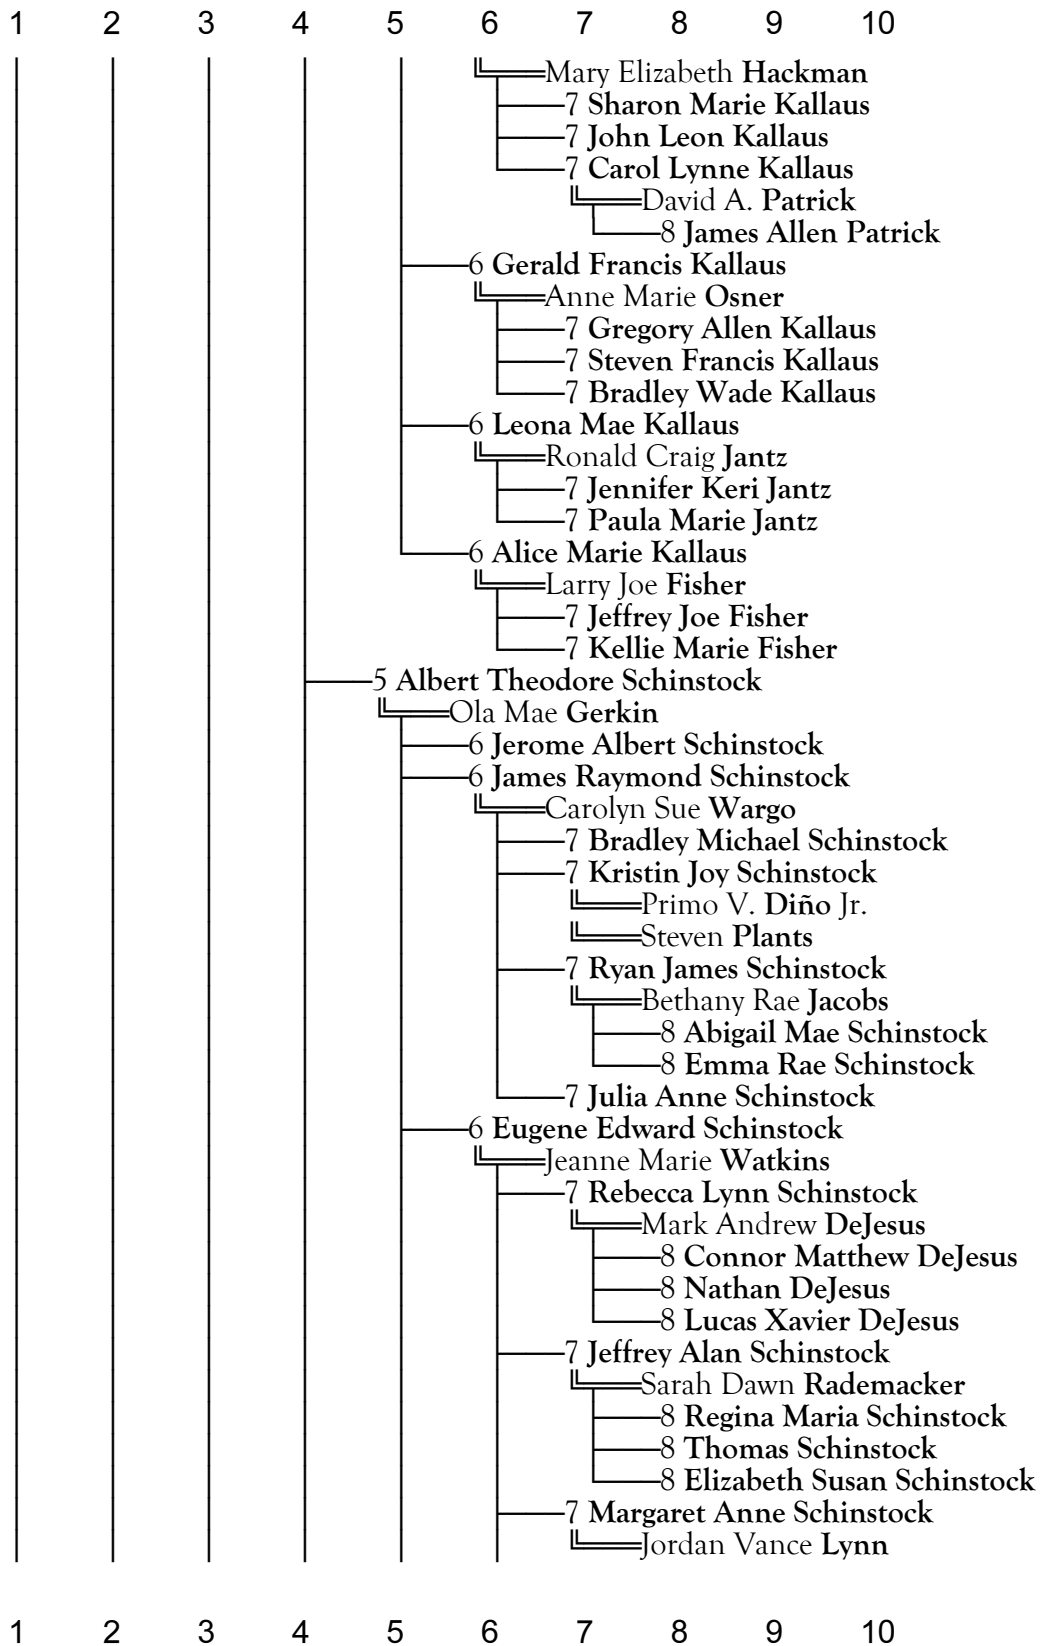 1 2 3 4 5 6 7 8 9 10
Mary Elizabeth Hackman
7 Sharon Marie Kallaus
7 John Leon Kallaus
7 Carol Lynne Kallaus
David A. Patrick
8 James Allen Patrick
6 Gerald Francis Kallaus
Anne Marie Osner
7 Gregory Allen Kallaus
7 Steven Francis Kallaus
7 Bradley Wade Kallaus
6 Leona Mae Kallaus
Ronald Craig Jantz
7 Jennifer Keri Jantz
7 Paula Marie Jantz
6 Alice Marie Kallaus
Larry Joe Fisher
7 Jeffrey Joe Fisher
7 Kellie Marie Fisher
5 Albert Theodore Schinstock
Ola Mae Gerkin
6 Jerome Albert Schinstock
6 James Raymond Schinstock
Carolyn Sue Wargo
7 Bradley Michael Schinstock
7 Kristin Joy Schinstock
Primo V. Diño Jr.
Steven Plants
7 Ryan James Schinstock
Bethany Rae Jacobs
8 Abigail Mae Schinstock
8 Emma Rae Schinstock
7 Julia Anne Schinstock
6 Eugene Edward Schinstock
Jeanne Marie Watkins
7 Rebecca Lynn Schinstock
Mark Andrew DeJesus
8 Connor Matthew DeJesus
8 Nathan DeJesus
8 Lucas Xavier DeJesus
7 Jeffrey Alan Schinstock
Sarah Dawn Rademacker
8 Regina Maria Schinstock
8 Thomas Schinstock
8 Elizabeth Susan Schinstock
7 Margaret Anne Schinstock
Jordan Vance Lynn
1 2 3 4 5 6 7 8 9 10